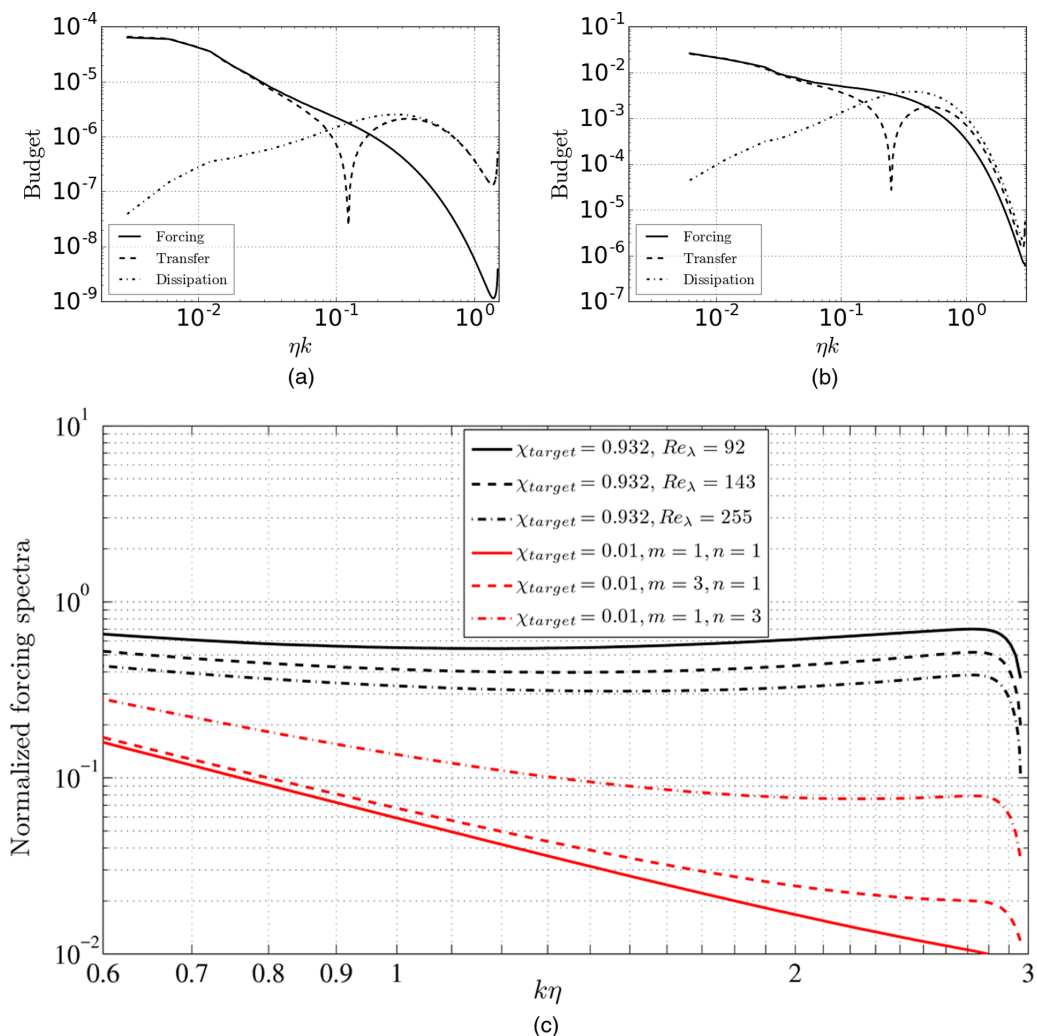 10^-4
10^-5
10^-6
10^-7
10^-8
10^-9
Budget
Forcing
Transfer
Dissipation
10^-2
10^-1
10^0
ηk
(a)
10^-1
10^-2
10^-3
10^-4
10^-5
10^-6
10^-7
Budget
Forcing
Transfer
Dissipation
10^-2
10^-1
10^0
ηk
(b)
10^1
10^0
10^-1
10^-2
Normalized forcing spectra
χ_target = 0.932, Re_λ = 92
χ_target = 0.932, Re_λ = 143
χ_target = 0.932, Re_λ = 255
χ_target = 0.01, m = 1, n = 1
χ_target = 0.01, m = 3, n = 1
χ_target = 0.01, m = 1, n = 3
0.6 0.7 0.8 0.9 1 2 3
kη
(c)